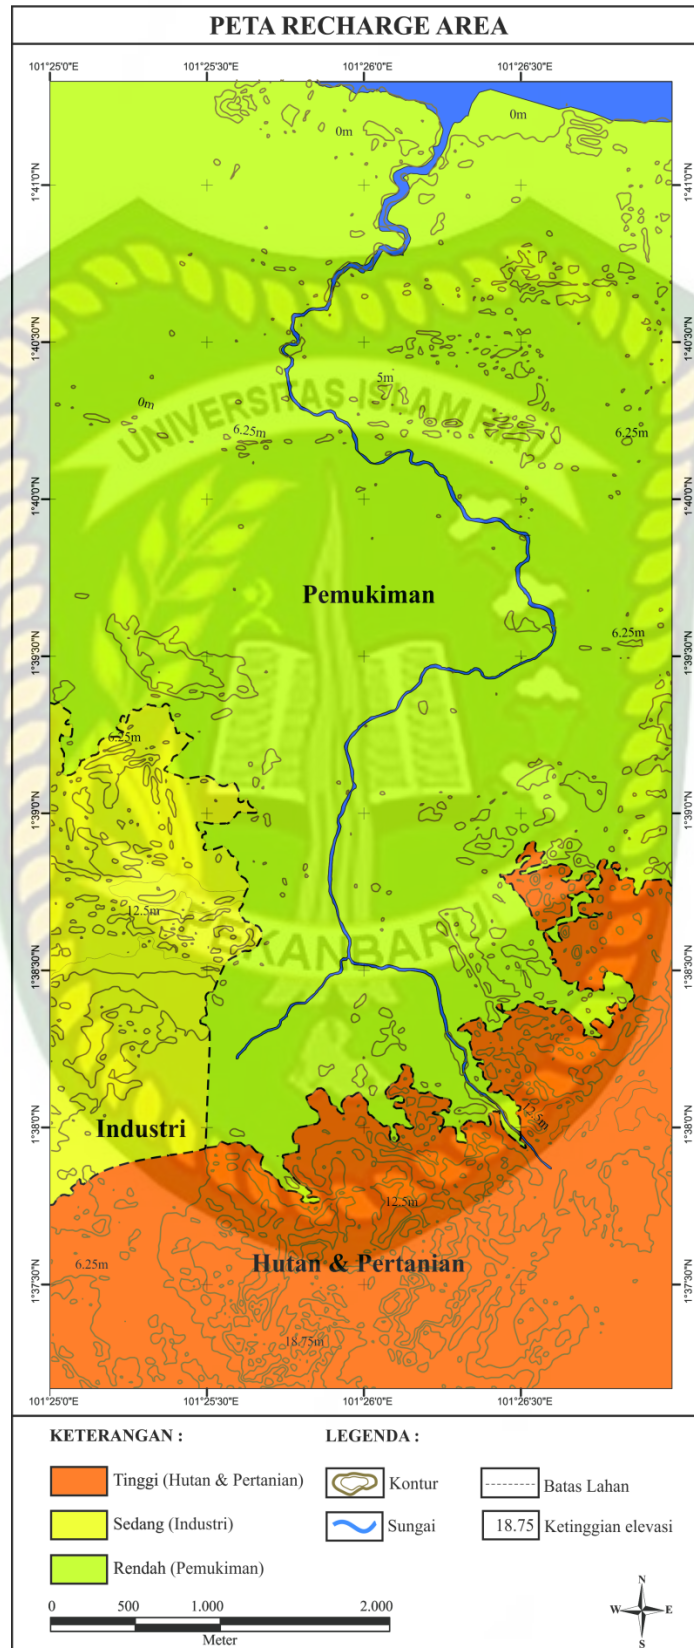 PETA RECHARGE AREA
101°25'0"E 101°25'30"E 101°26'0"E 101°26'30"E
0m
0m
1°41'0"N 1°41'0"N
1°40'30"N 1°40'30"N
UNIVERSITAS ISLAM RIAU
5m
0m
6.25m
6.25m
1°40'0"N 1°40'0"N
Pemukiman
6.25m
1°39'30"N 1°39'30"N
6.25m
1°39'0"N 1°39'0"N
12.5m
PEKANBARU
1°38'30"N 1°38'30"N
12.5m
Industri
1°38'0"N 1°38'0"N
12.5m
Hutan & Pertanian
6.25m
1°37'30"N 1°37'30"N
18.75m
101°25'0"E 101°25'30"E 101°26'0"E 101°26'30"E
KETERANGAN :
Tinggi (Hutan & Pertanian)
Sedang (Industri)
Rendah (Pemukiman)
LEGENDA :
Kontur
Sungai
Batas Lahan
18.75 Ketinggian elevasi
0 500 1.000 2.000
Meter
N
W E
S